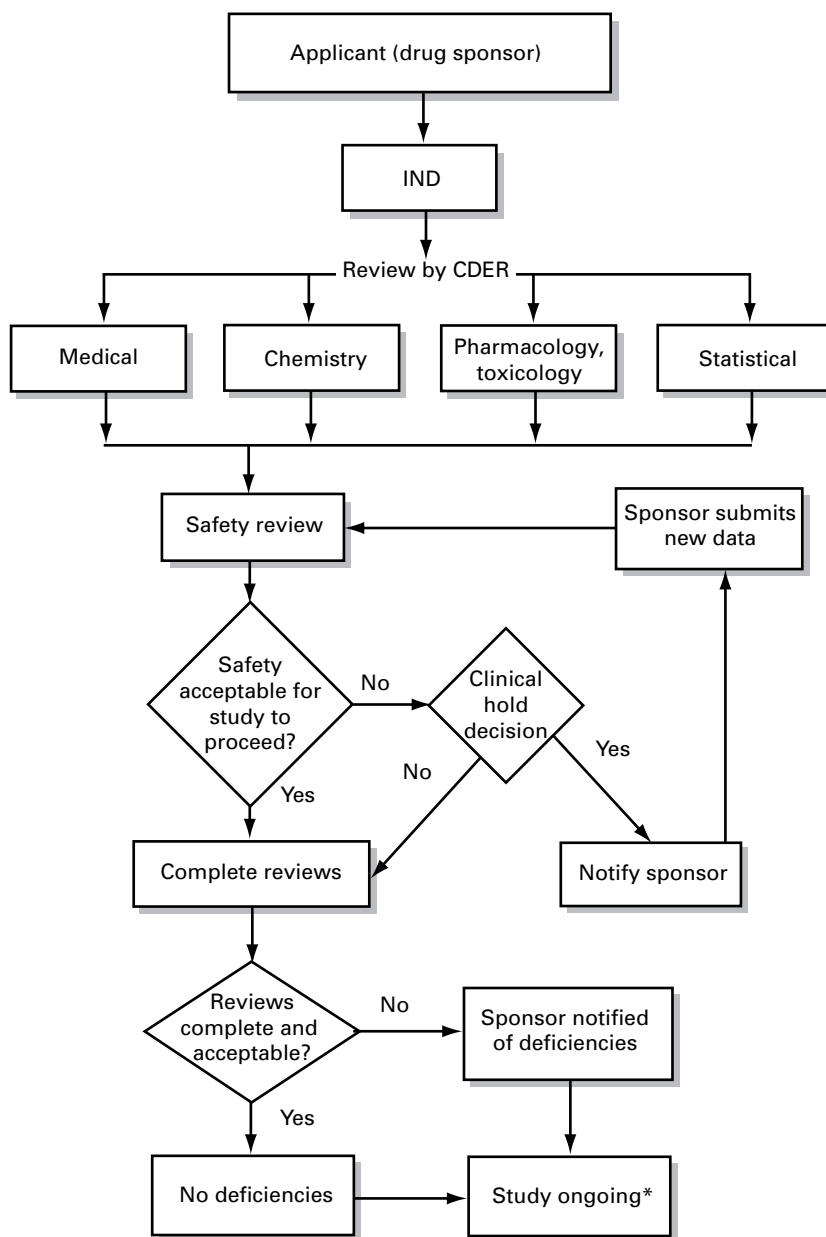 Applicant (drug sponsor)
IND
Review by CDER
Medical
Chemistry
Pharmacology,
toxicology
Statistical
Safety review
Sponsor submits
new data
Safety
acceptable for
study to
proceed?
No
Clinical
hold
decision
Yes
No
Yes
Complete reviews
Notify sponsor
Reviews
complete and
acceptable?
No
Sponsor notified
of deficiencies
Yes
No deficiencies
Study ongoing*